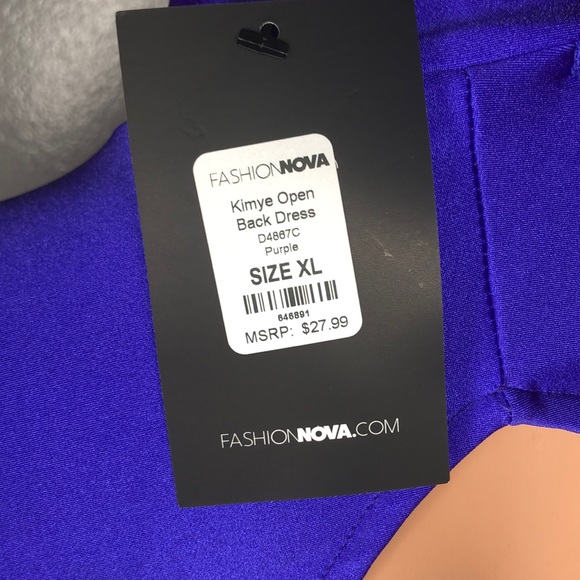 FASHIONNOVA
Kimye Open
Back Dress
D4867C
Purple
SIZE XL
646891
MSRP: $27.99
FASHIONNOVA.COM